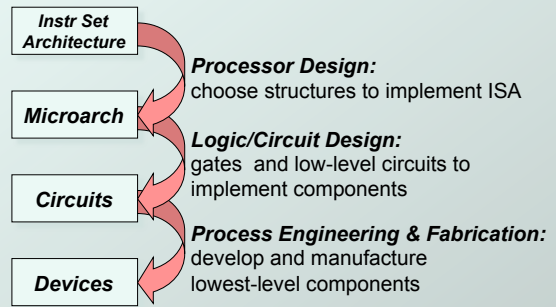 Instr Set
Architecture
Processor Design:
choose structures to implement ISA
Microarch
Logic/Circuit Design:
gates and low-level circuits to
implement components
Circuits
Process Engineering & Fabrication:
develop and manufacture
lowest-level components
Devices